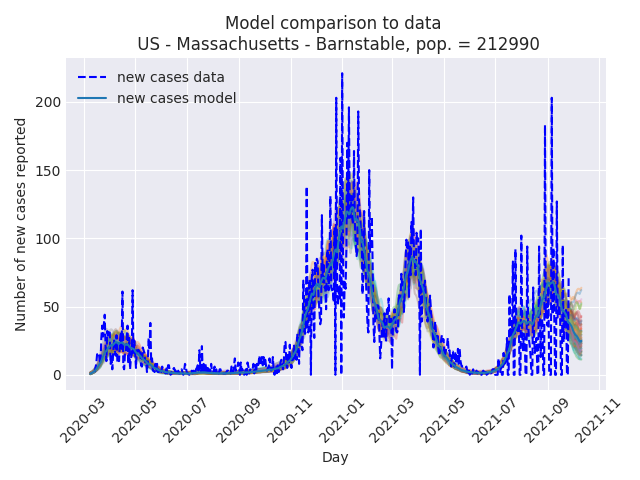 Model comparison to data
US - Massachusetts - Barnstable, pop. = 212990
new cases data
new cases model
Number of new cases reported
200
150
100
50
0
2020-03
2020-05
2020-07
2020-09
2020-11
2021-01
2021-03
2021-05
2021-07
2021-09
2021-11
Day